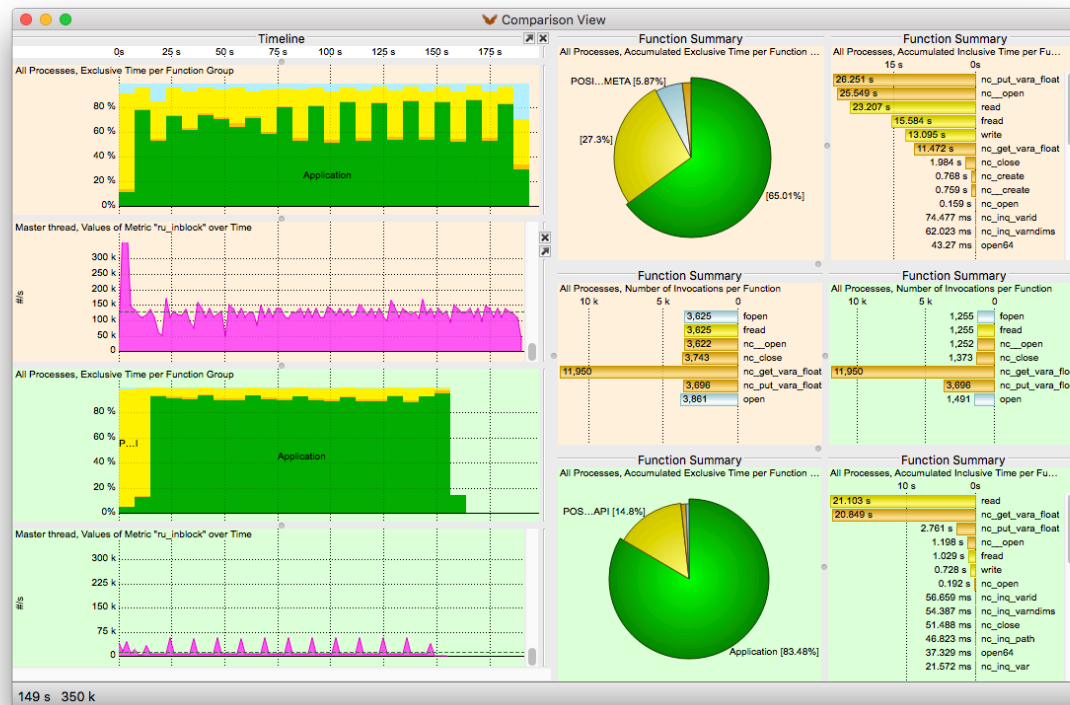 Comparison View
Timeline
0s 25 s 50 s 75 s 100 s 125 s 150 s 175 s
All Processes, Exclusive Time per Function Group
80 %
60 %
40 %
20 %
0%
Application
Master thread, Values of Metric "ru_inblock" over Time
300 k
250 k
200 k
150 k
100 k
50 k
0
#/s
All Processes, Exclusive Time per Function Group
80 %
60 %
40 %
20 %
0%
P...I
Application
Master thread, Values of Metric "ru_inblock" over Time
300 k
225 k
150 k
75 k
0
#/s
Function Summary
All Processes, Accumulated Exclusive Time per Function ...
POSI...META [5.87%]
[27.3%]
[65.01%]
Function Summary
All Processes, Accumulated Inclusive Time per Fu...
15 s 0s
26.251 s nc_put_vara_float
25.549 s nc__open
23.207 s read
15.584 s fread
13.095 s write
11.472 s nc_get_vara_float
1.984 s nc_close
0.768 s nc_create
0.759 s nc__create
0.159 s nc_open
74.477 ms nc_inq_varid
62.023 ms nc_inq_varndims
43.27 ms open64
Function Summary
All Processes, Number of Invocations per Function
10 k 5 k 0
3,625 fopen
3,625 fread
3,622 nc__open
3,743 nc_close
11,950 nc_get_vara_float
3,696 nc_put_vara_float
3,861 open
Function Summary
All Processes, Number of Invocations per Function
10 k 5 k 0
1,255 fopen
1,255 fread
1,252 nc__open
1,373 nc_close
11,950 nc_get_vara_flo
3,696 nc_put_vara_flo
1,491 open
Function Summary
All Processes, Accumulated Exclusive Time per Function ...
POS...API [14.8%]
Application [83.48%]
Function Summary
All Processes, Accumulated Inclusive Time per Fu...
10 s 0s
21.103 s read
20.849 s nc_get_vara_float
2.761 s nc_put_vara_float
1.198 s nc__open
1.029 s fread
0.728 s write
0.192 s nc_open
56.659 ms nc_inq_varid
54.387 ms nc_inq_varndims
51.488 ms nc_close
46.823 ms nc_inq_path
37.329 ms open64
21.572 ms nc_inq_var
149 s 350 k